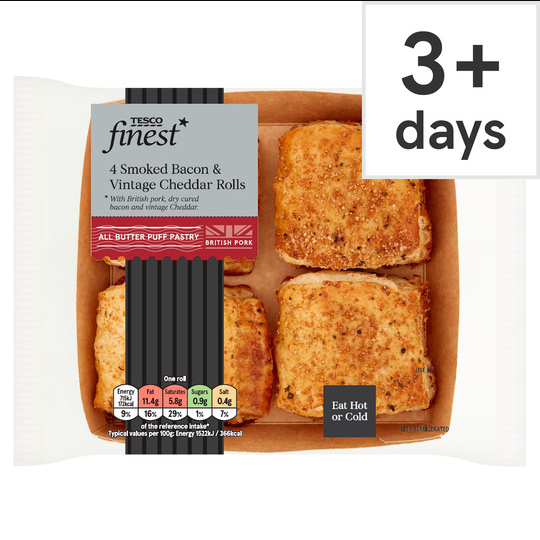 3+
days
TESCO
finest*
4 Smoked Bacon &
Vintage Cheddar Rolls
* With British pork, dry cured
bacon and vintage Cheddar.
ALL BUTTER PUFF PASTRY
BRITISH PORK
One roll
Energy Fat Saturates Sugars Salt
715kJ
172kcal 11.4g 5.8g 0.9g 0.4g
9% 16% 29% 1% 7%
of the reference intake*
Typical values per 100g: Energy 1522kJ / 366kcal
Eat Hot
or Cold
USE
REFRIGERATED